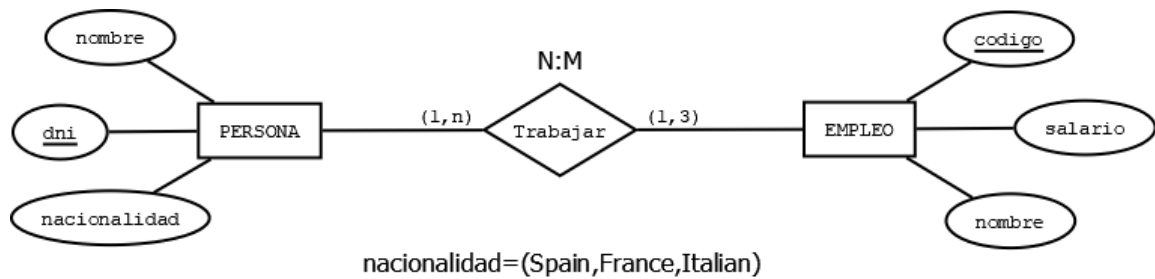 nombre
codigo
N:M
dni
PERSONA
(1,n)
Trabajar
(1,3)
EMPLEO
salario
nacionalidad
nombre
nacionalidad=(Spain,France,Italian)